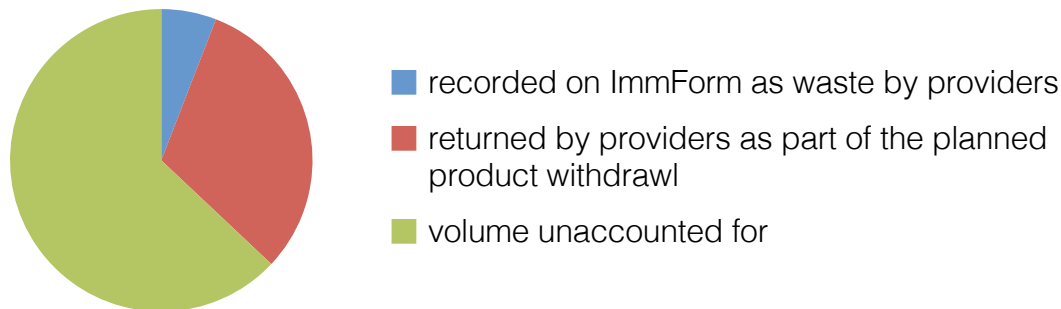 recorded on ImmForm as waste by providers
returned by providers as part of the planned
product withdrawl
volume unaccounted for